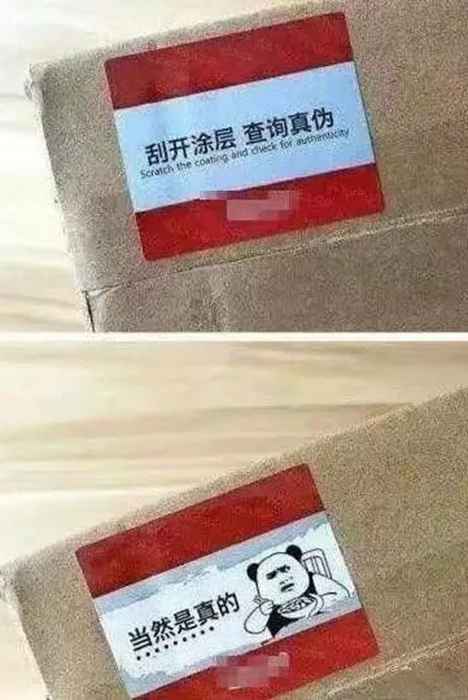 刮开涂层 查询真伪
Scratch the coating and check for authenticity
当然是真的